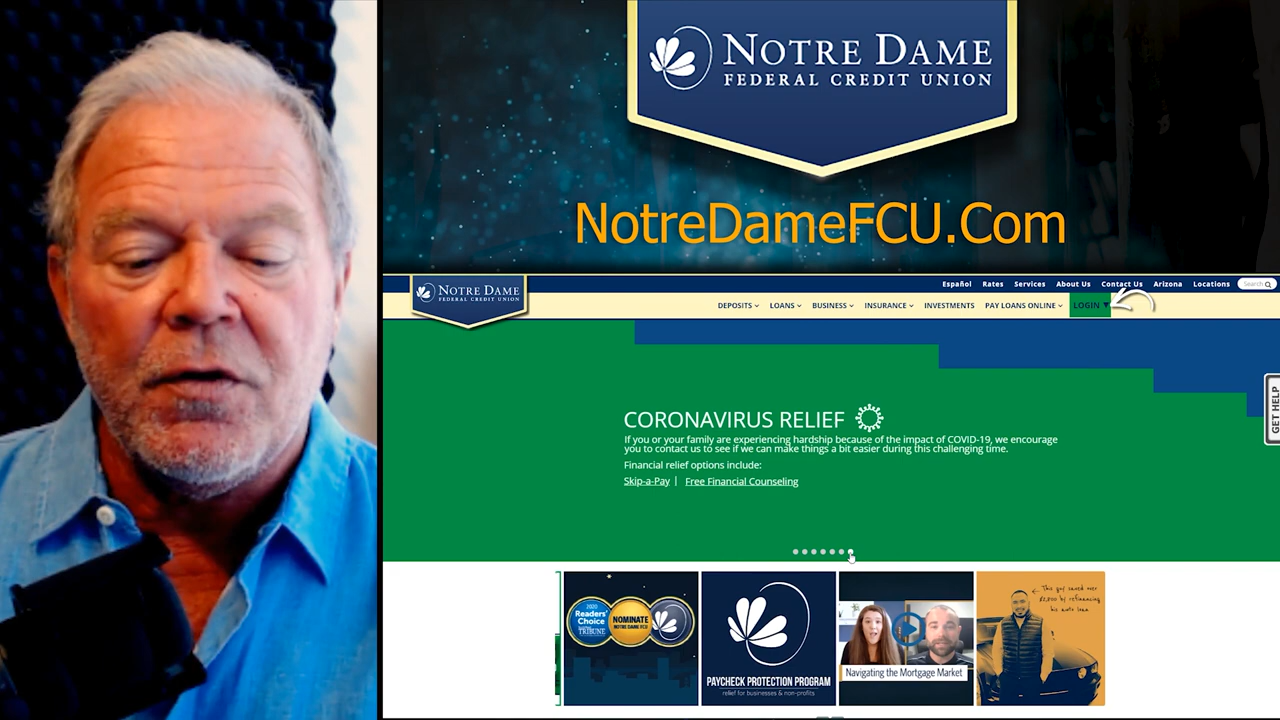 NOTRE DAME
FEDERAL CREDIT UNION
NotreDameFCU.Com
NOTRE DAME
FEDERAL CREDIT UNION
Español Rates Services About Us Contact Us Arizona Locations Search
DEPOSITS LOANS BUSINESS INSURANCE INVESTMENTS PAY LOANS ONLINE LOGIN
GET HELP
CORONAVIRUS RELIEF
If you or your family are experiencing hardship because of the impact of COVID-19, we encourage
you to contact us to see if we can make things a bit easier during this challenging time.
Financial relief options include:
Skip-a-Pay | Free Financial Counseling
2020
Readers'
Choice
TRIBUNE
NOMINATE
NOTRE DAME FCU
PAYCHECK PROTECTION PROGRAM
relief for businesses & non-profits
Navigating the Mortgage Market
This guy saved over
$2,800 by refinancing
his auto loan